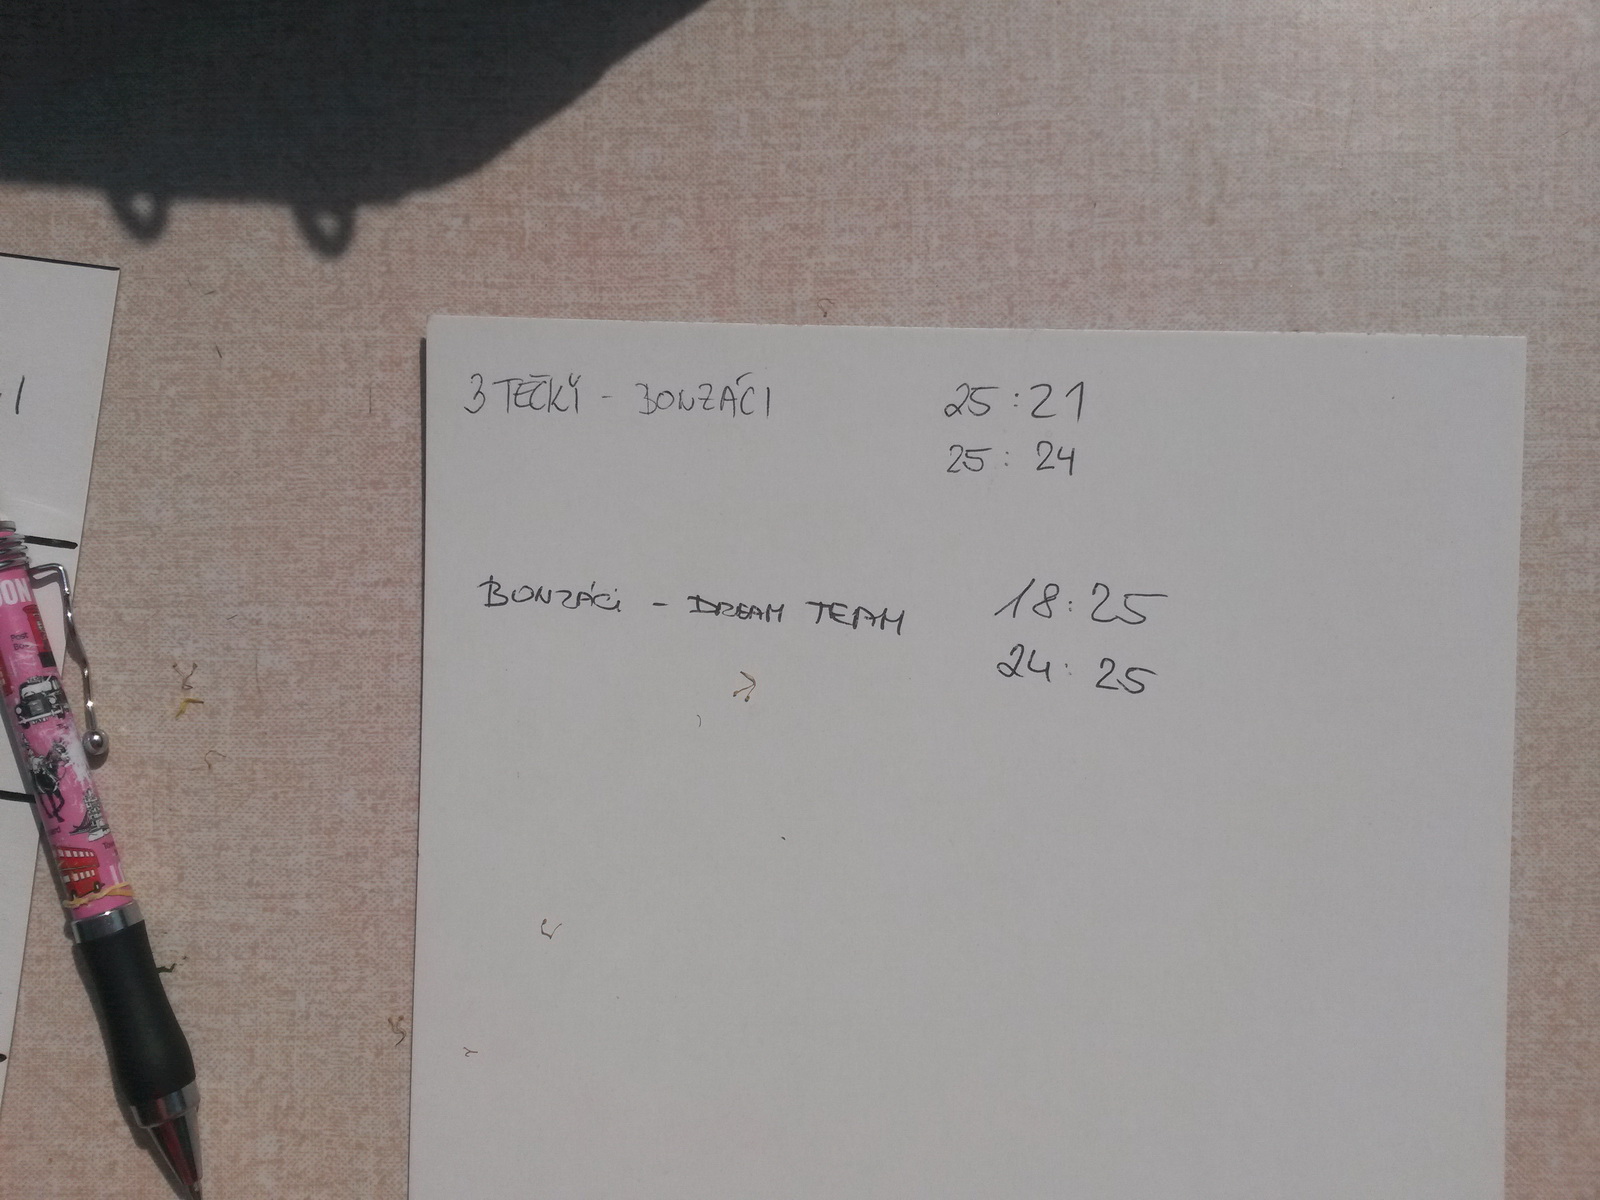 3 TEČKY - BONZÁCI 25:21
25: 24
BONZÁCI - DREAM TEAM 18:25
24: 25